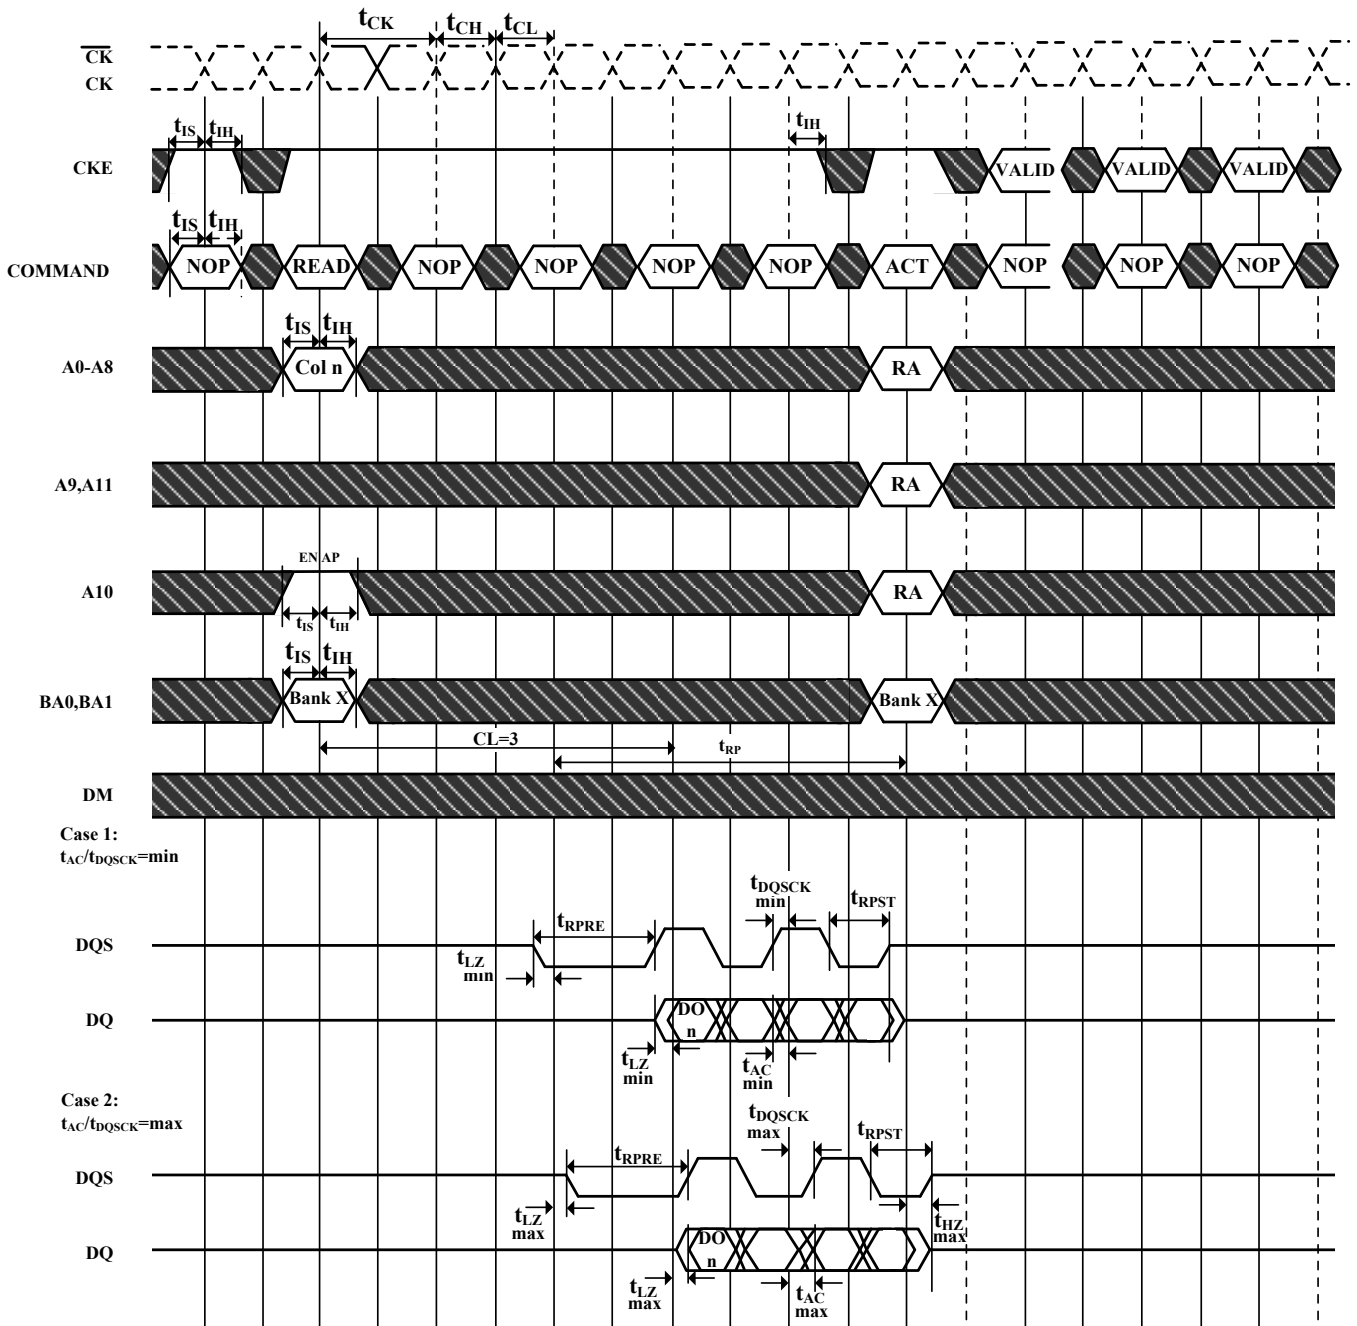 tCK tCH tCL
CK
CK
tIS tIH tIH
CKE VALID VALID VALID
tIS tIH
COMMAND NOP READ NOP NOP NOP NOP ACT NOP NOP NOP
tIS tIH
A0-A8 Col n RA
A9,A11 RA
EN AP
A10 RA
tIS tIH
tIS tIH
BA0,BA1 Bank X Bank X
CL=3 tRP
DM
Case 1:
tAC/tDQSCK=min
tDQSCK
min
tRPST
tRPRE
DQS
tLZ
min
DQ DO
n
tLZ
min
tAC
min
Case 2:
tAC/tDQSCK=max
tDQSCK
max
tRPST
tRPRE
DQS
tLZ
max
tHZ
max
DQ DO
n
tLZ
max
tAC
max